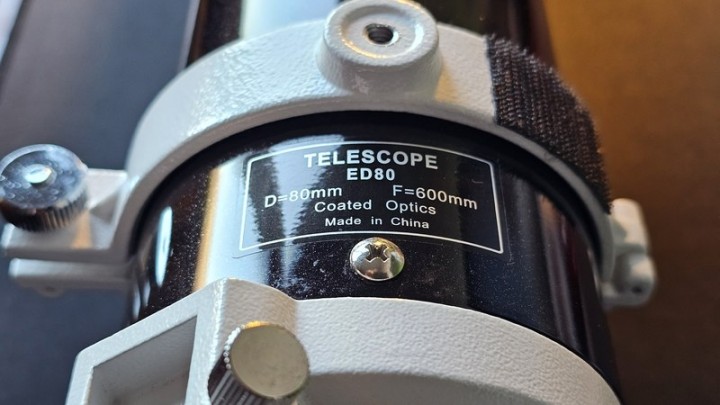 TELESCOPE
ED80
D=80mm F=600mm
Coated Optics
Made in China